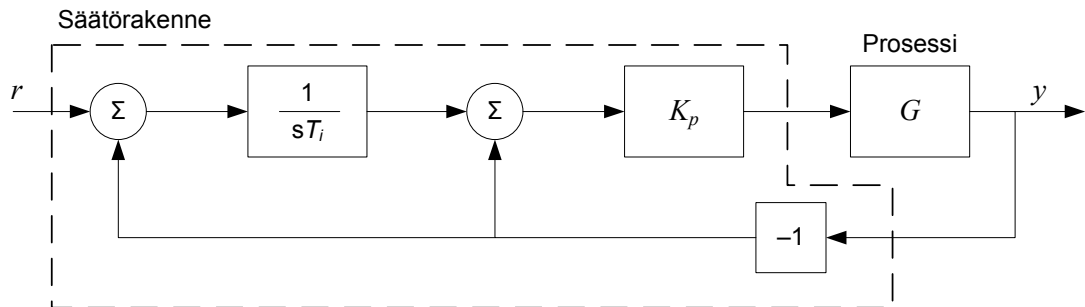 Säätörakenne
Prosessi
r
Σ
1
sTᵢ
Σ
Kₚ
G
y
–1